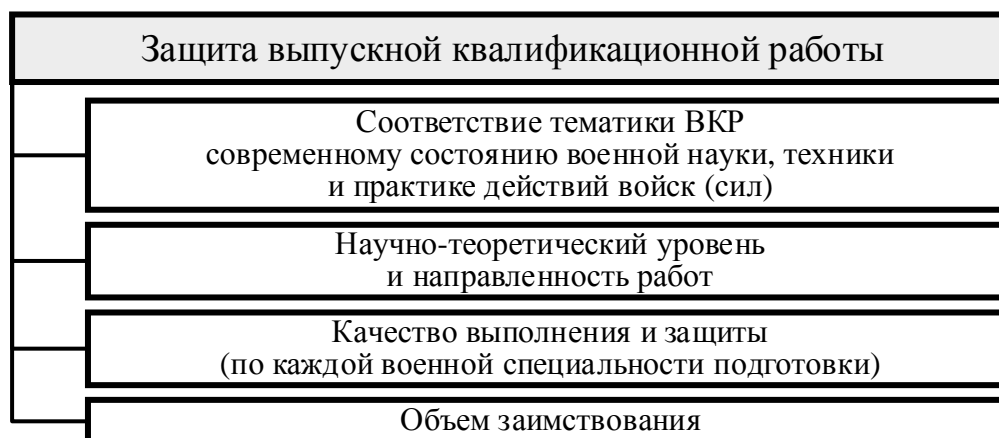 Защита выпускной квалификационной работы
Соответствие тематики ВКР
современному состоянию военной науки, техники
и практике действий войск (сил)
Научно-теоретический уровень
и направленность работ
Качество выполнения и защиты
(по каждой военной специальности подготовки)
Объем заимствования